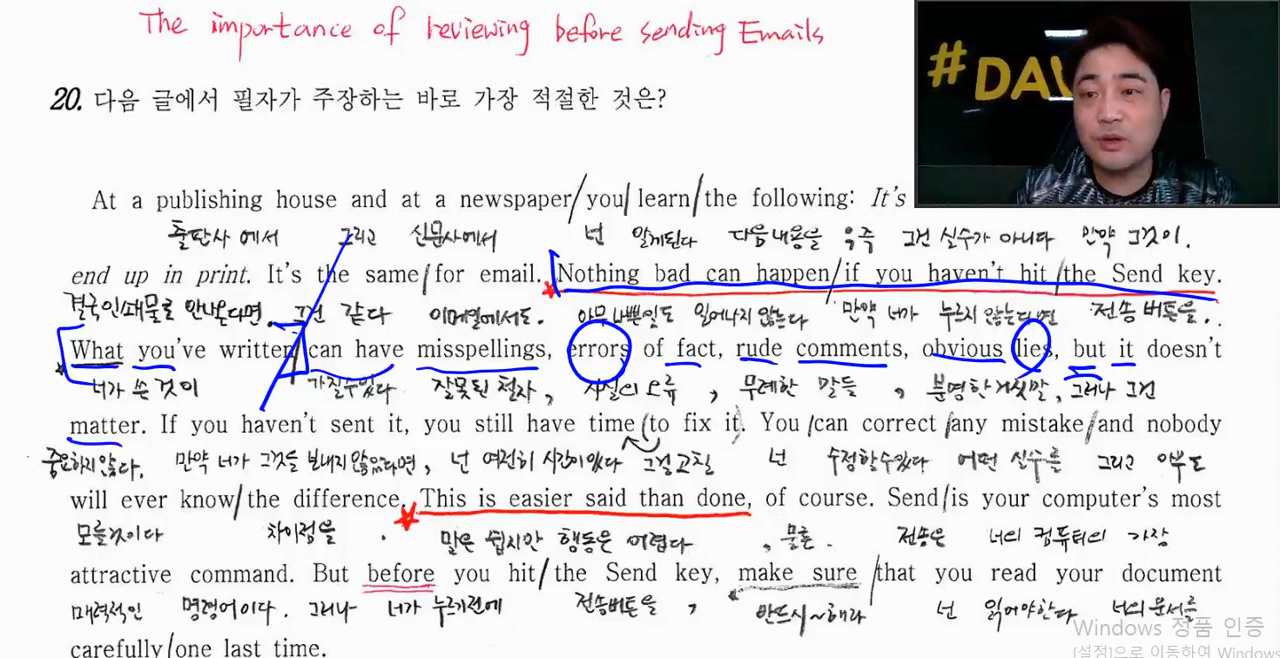 The importance of reviewing before sending Emails
#DAV
20. 다음 글에서 필자가 주장하는 바로 가장 적절한 것은?
At a publishing house and at a newspaper/you/learn/the following: It's
출판사 에서 그리고 신문사에서 넌 알게된다 다음내용을 즉 그건 실수가 아니다 만약 그것이.
end up in print. It's the same/for email. Nothing bad can happen/if you haven't hit/the Send key.
결국인쇄물로 안나온다면. 그건 같다 이메일에서도. 아무나쁜일도 일어나지않는다 만약 네가 누르지 않는다면 전송 버튼을.
What you've written/can have misspellings, errors of fact, rude comments, obvious lies, but it doesn't
너가 쓴 것이 가질수있다 잘못된 철자, 사실의 오류, 무례한 말들, 분명한 거짓말, 그러나 그건
matter. If you haven't sent it, you still have time (to fix it). You/can correct/any mistake/and nobody
중요하지않다. 만약 너가 그것을 보내지 않았다면, 넌 여전히 시간이있다 그걸고칠 넌 수정할수있다 어떤 실수를 그리고 아무도
will ever know/the difference. This is easier said than done, of course. Send/is your computer's most
모를것이다 차이점을. 말은 쉽시만 행동은 어렵다, 물론. 전송은 너의 컴퓨터의 가장
attractive command. But before you hit/the Send key, make sure/that you read your document
매력적인 명령어이다. 그러나 네가 누르기전에 전송버튼을, 반드시~해라 넌 읽어야한다 너의문서를
carefully/one last time.
Windows 정품 인증
[설정]으로 이동하여 Windows